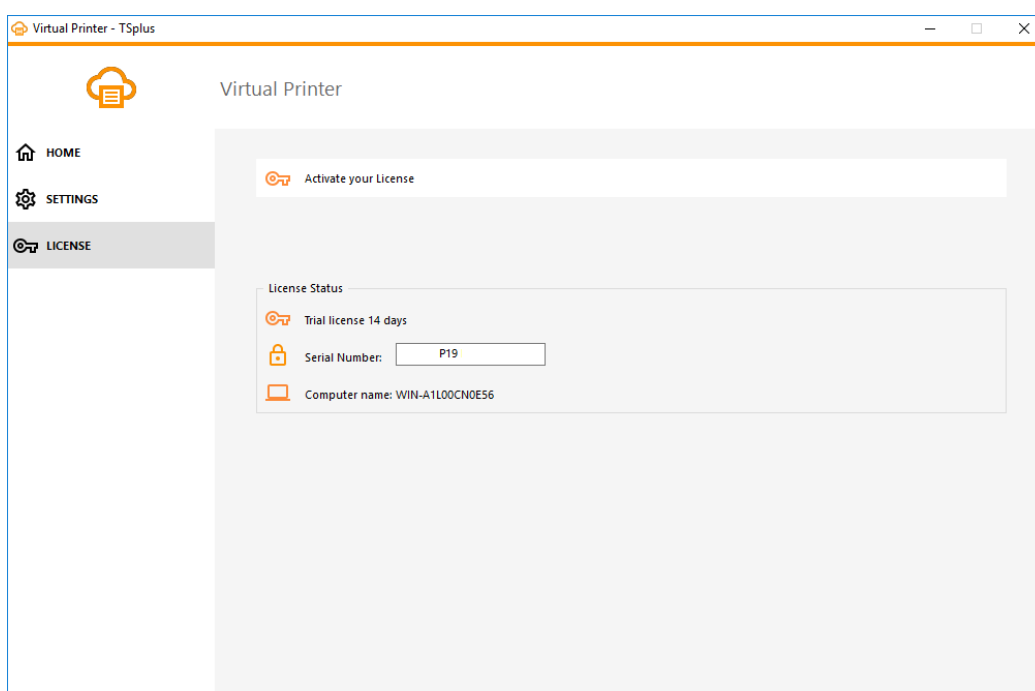 Virtual Printer - TSplus
Virtual Printer
HOME
SETTINGS
LICENSE
Activate your License
License Status
Trial license 14 days
Serial Number: P19
Computer name: WIN-A1L00CN0E56